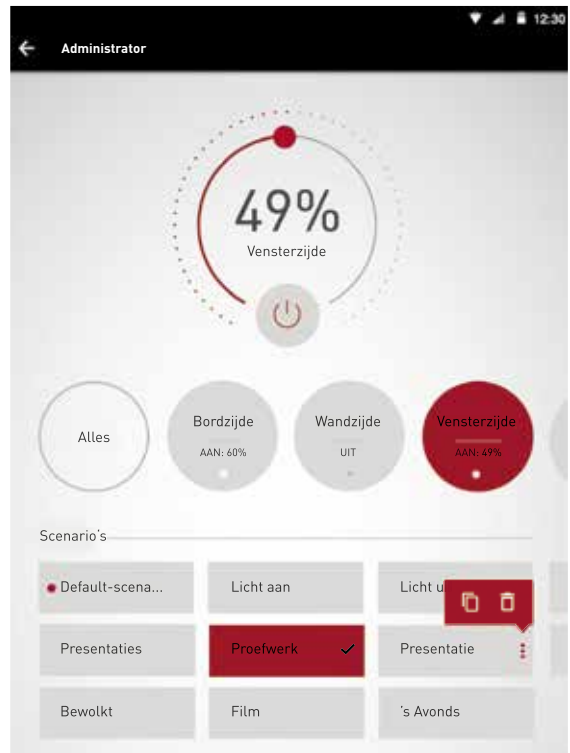 12:30
Administrator
49%
Vensterzijde
Alles
Bordzijde
AAN: 60%
Wandzijde
UIT
Vensterzijde
AAN: 49%
Scenario's
Default-scena...
Licht aan
Licht u
Presentaties
Proefwerk
Presentatie
Bewolkt
Film
's Avonds